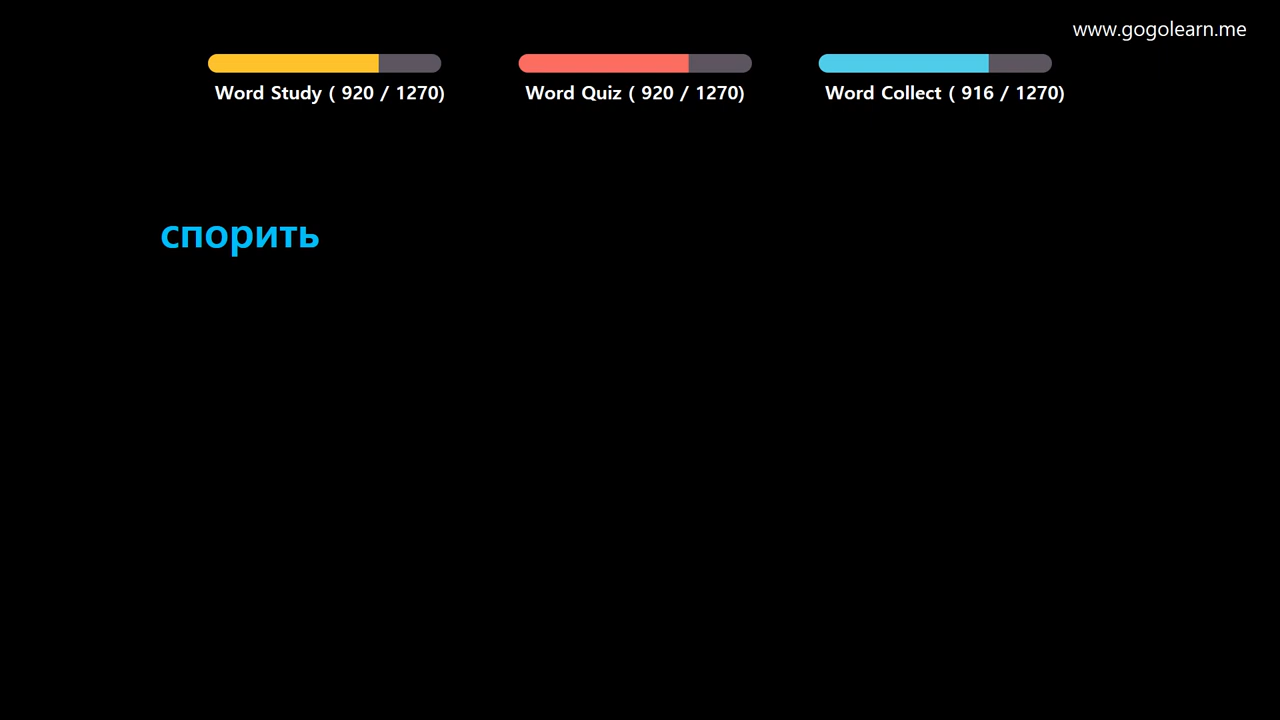 www.gogolearn.me
Word Study ( 920 / 1270)
Word Quiz ( 920 / 1270)
Word Collect ( 916 / 1270)
спорить